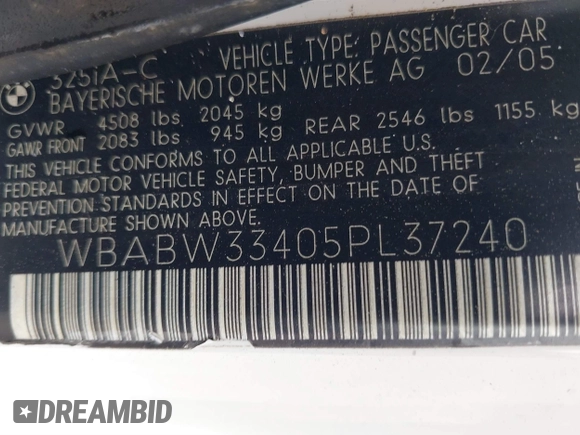 325iA-C VEHICLE TYPE: PASSENGER CAR
BAYERISCHE MOTOREN WERKE AG 02/05
GVWR 4508 lbs 2045 kg
GAWR FRONT 2083 lbs 945 kg REAR 2546 lbs 1155 kg
THIS VEHICLE CONFORMS TO ALL APPLICABLE U.S.
FEDERAL MOTOR VEHICLE SAFETY, BUMPER AND THEFT
PREVENTION STANDARDS IN EFFECT ON THE DATE OF
MANUFACTURE SHOWN ABOVE.
WBABW33405PL37240
DREAMBID